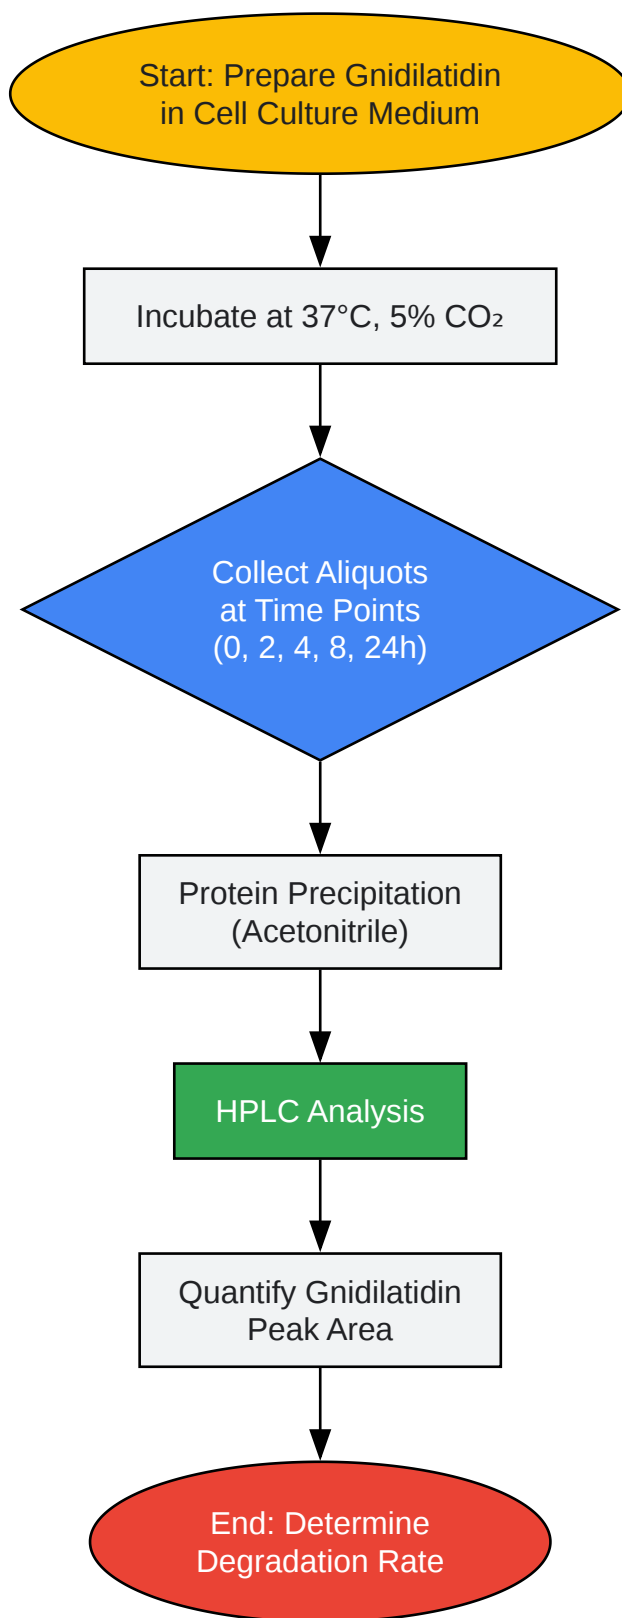 Start: Prepare Gnidilatidin
in Cell Culture Medium
Incubate at 37°C, 5% CO₂
Collect Aliquots
at Time Points
(0, 2, 4, 8, 24h)
Protein Precipitation
(Acetonitrile)
HPLC Analysis
Quantify Gnidilatidin
Peak Area
End: Determine
Degradation Rate